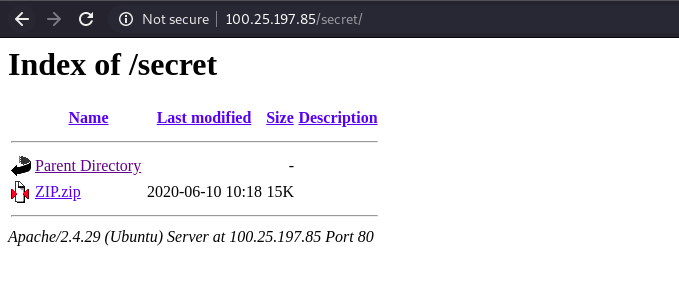 Not secure 100.25.197.85/secret/
Index of /secret
Name Last modified Size Description
Parent Directory -
ZIP.zip 2020-06-10 10:18 15K
Apache/2.4.29 (Ubuntu) Server at 100.25.197.85 Port 80